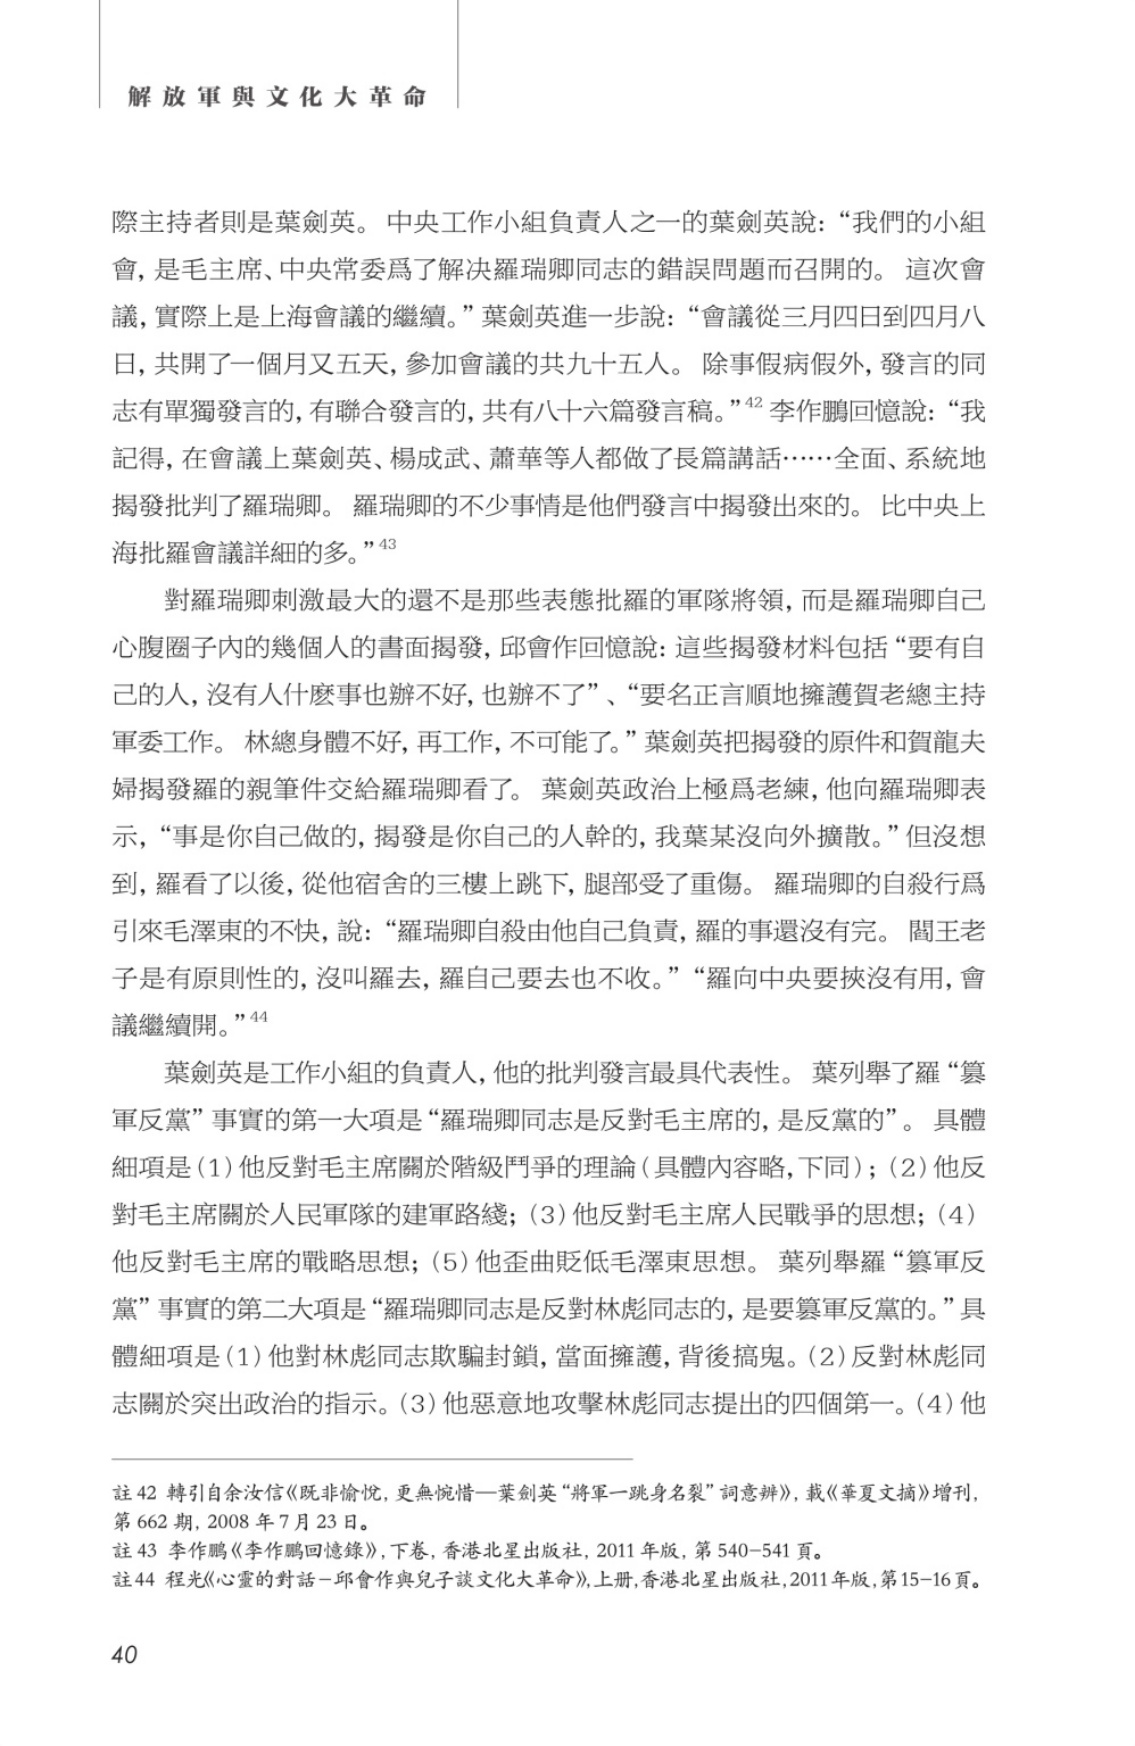 解放軍與文化大革命
際主持者則是葉劍英。 中央工作小組負責人之一的葉劍英說: “我們的小組
會, 是毛主席、中央常委爲了解決羅瑞卿同志的錯誤問題而召開的。 這次會
議, 實際上是上海會議的繼續。” 葉劍英進一步說: “會議從三月四日到四月八
日, 共開了一個月又五天, 參加會議的共九十五人。 除事假病假外, 發言的同
志有單獨發言的, 有聯合發言的, 共有八十六篇發言稿。”42 李作鵬回憶說: “我
記得, 在會議上葉劍英、楊成武、蕭華等人都做了長篇講話……全面、系統地
揭發批判了羅瑞卿。 羅瑞卿的不少事情是他們發言中揭發出來的。 比中央上
海批羅會議詳細的多。”43
對羅瑞卿刺激最大的還不是那些表態批羅的軍隊將領, 而是羅瑞卿自己
心腹圈子內的幾個人的書面揭發, 邱會作回憶說: 這些揭發材料包括 “要有自
己的人, 沒有人什麽事也辦不好, 也辦不了” 、“要名正言順地擁護賀老總主持
軍委工作。 林總身體不好, 再工作, 不可能了。” 葉劍英把揭發的原件和賀龍夫
婦揭發羅的親筆件交給羅瑞卿看了。 葉劍英政治上極爲老練, 他向羅瑞卿表
示, “事是你自己做的, 揭發是你自己的人幹的, 我葉某沒向外擴散。” 但沒想
到, 羅看了以後, 從他宿舍的三樓上跳下, 腿部受了重傷。 羅瑞卿的自殺行爲
引來毛澤東的不快, 說: “羅瑞卿自殺由他自己負責, 羅的事還沒有完。 閻王老
子是有原則性的, 沒叫羅去, 羅自己要去也不收。” “羅向中央要挾沒有用, 會
議繼續開。”44
葉劍英是工作小組的負責人, 他的批判發言最具代表性。 葉列舉了羅 “篡
軍反黨” 事實的第一大項是 “羅瑞卿同志是反對毛主席的, 是反黨的” 。 具體
細項是 (1) 他反對毛主席關於階級鬥爭的理論 (具體內容略, 下同) ; (2) 他反
對毛主席關於人民軍隊的建軍路綫; (3) 他反對毛主席人民戰爭的思想; (4)
他反對毛主席的戰略思想; (5) 他歪曲貶低毛澤東思想。 葉列舉羅 “篡軍反
黨” 事實的第二大項是 “羅瑞卿同志是反對林彪同志的, 是要篡軍反黨的。” 具
體細項是 (1) 他對林彪同志欺騙封鎖, 當面擁護, 背後搞鬼。(2) 反對林彪同
志關於突出政治的指示。(3) 他惡意地攻擊林彪同志提出的四個第一。(4) 他
註 42 轉引自余汝信《既非愉悅, 更無惋惜—葉劍英 “將軍一跳身名裂” 詞意辨》, 載《華夏文摘》增刊,
第 662 期, 2008 年 7 月 23 日。
註 43 李作鵬《李作鵬回憶錄》, 下卷, 香港北星出版社, 2011 年版, 第 540-541 頁。
註 44 程光《心靈的對話－邱會作與兒子談文化大革命》, 上册, 香港北星出版社, 2011 年版, 第 15-16 頁。
40